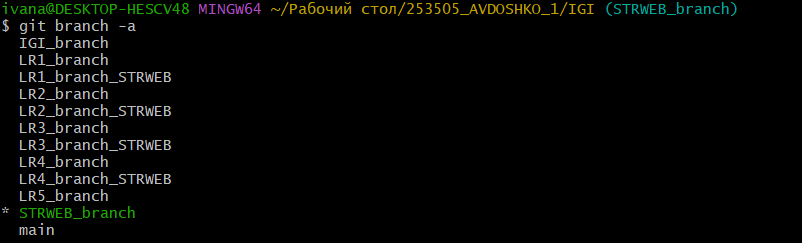 ivana@DESKTOP-HESCV48 MINGW64 ~/Рабочий стол/253505_AVDOSHKO_1/IGI (STRWEB_branch)
$ git branch -a
  IGI_branch
  LR1_branch
  LR1_branch_STRWEB
  LR2_branch
  LR2_branch_STRWEB
  LR3_branch
  LR3_branch_STRWEB
  LR4_branch
  LR4_branch_STRWEB
  LR5_branch
* STRWEB_branch
  main